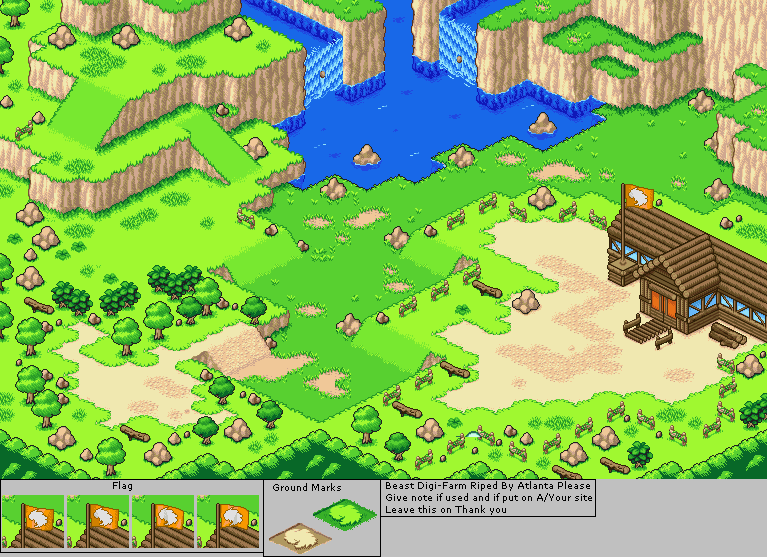 Flag
Ground Marks
Beast Digi-Farm Riped By Atlanta Please
Give note if used and if put on A/Your site
Leave this on Thank you